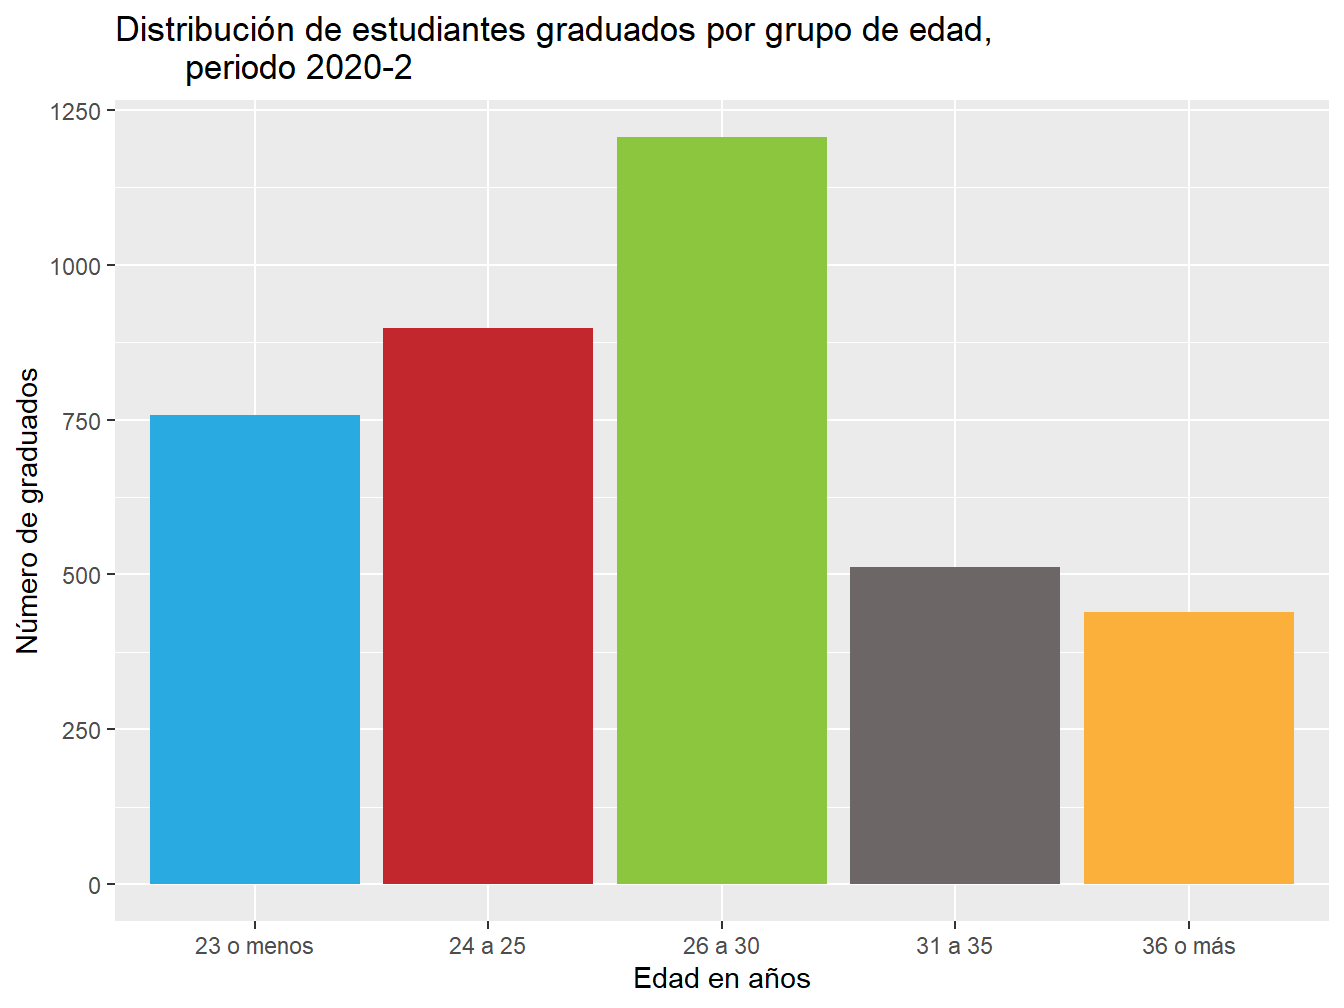 Distribución de estudiantes graduados por grupo de edad,
periodo 2020-2
Número de graduados
1250
1000
750
500
250
0
23 o menos
24 a 25
26 a 30
31 a 35
36 o más
Edad en años